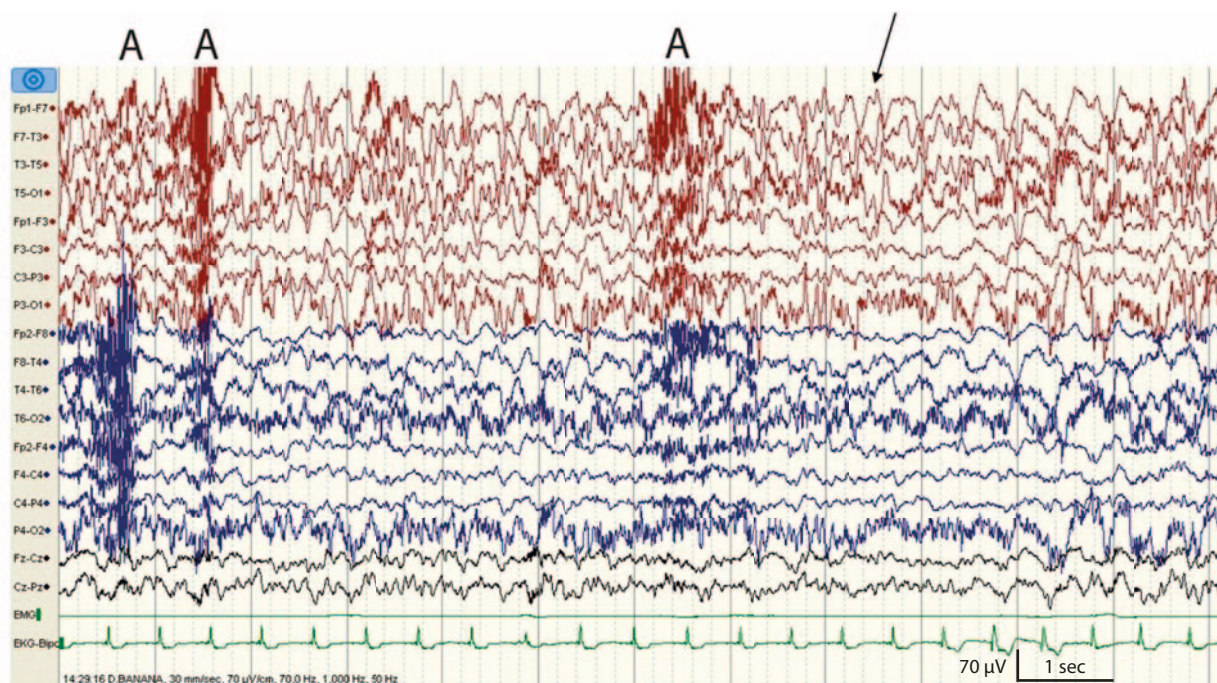 A A A
Fp1-F7
F7-T3
T3-T5
T5-O1
Fp1-F3
F3-C3
C3-P3
P3-O1
Fp2-F8
F8-T4
T4-T6
T6-O2
Fp2-F4
F4-C4
C4-P4
P4-O2
Fz-Cz
Cz-Pz
EMG
EKG-Bipo
70 µV 1 sec
14:29:16 D.BANANA, 30 mm/sec, 70 µV/cm, 70.0 Hz, 1.000 Hz, 50 Hz